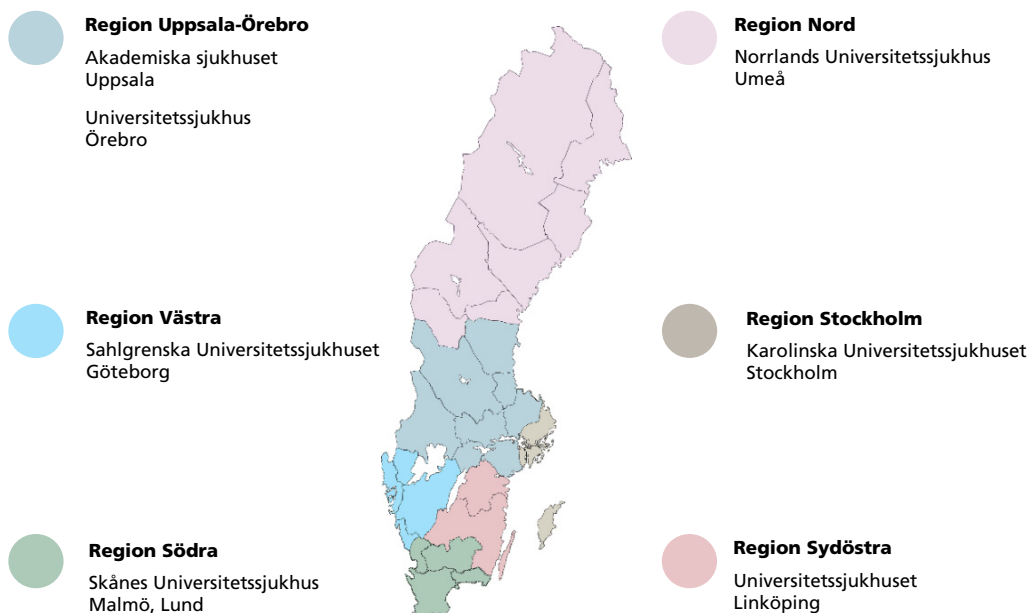 Region Uppsala-Örebro
Akademiska sjukhuset
Uppsala
Universitetssjukhus
Örebro
Region Nord
Norrlands Universitetssjukhus
Umeå
Region Västra
Sahlgrenska Universitetssjukhuset
Göteborg
Region Stockholm
Karolinska Universitetssjukhuset
Stockholm
Region Södra
Skånes Universitetssjukhus
Malmö, Lund
Region Sydöstra
Universitetssjukhuset
Linköping